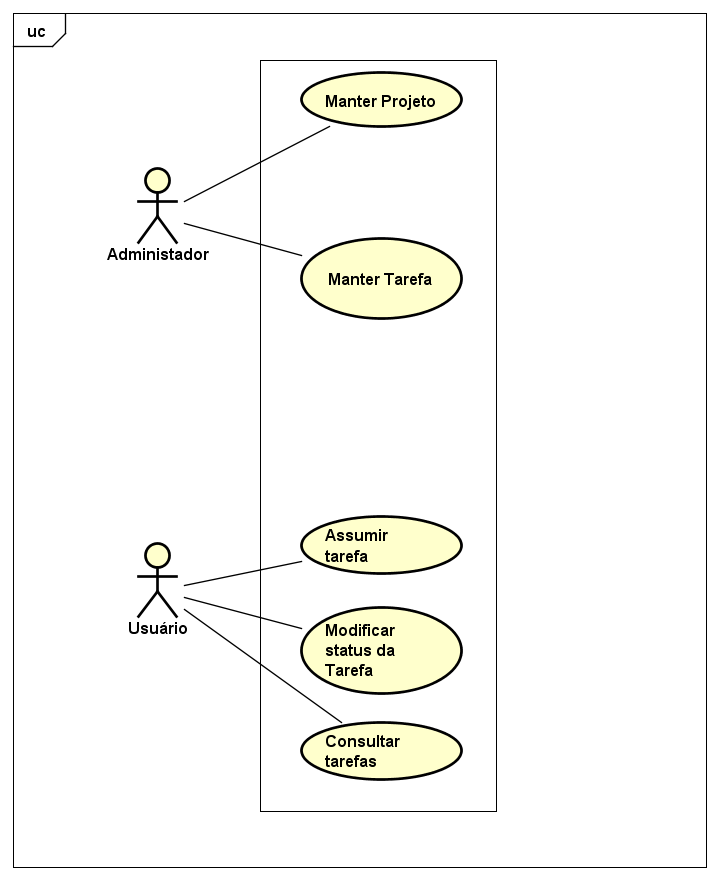 uc
Manter Projeto
Administador
Manter Tarefa
Assumir
tarefa
Usuário
Modificar
status da
Tarefa
Consultar
tarefas